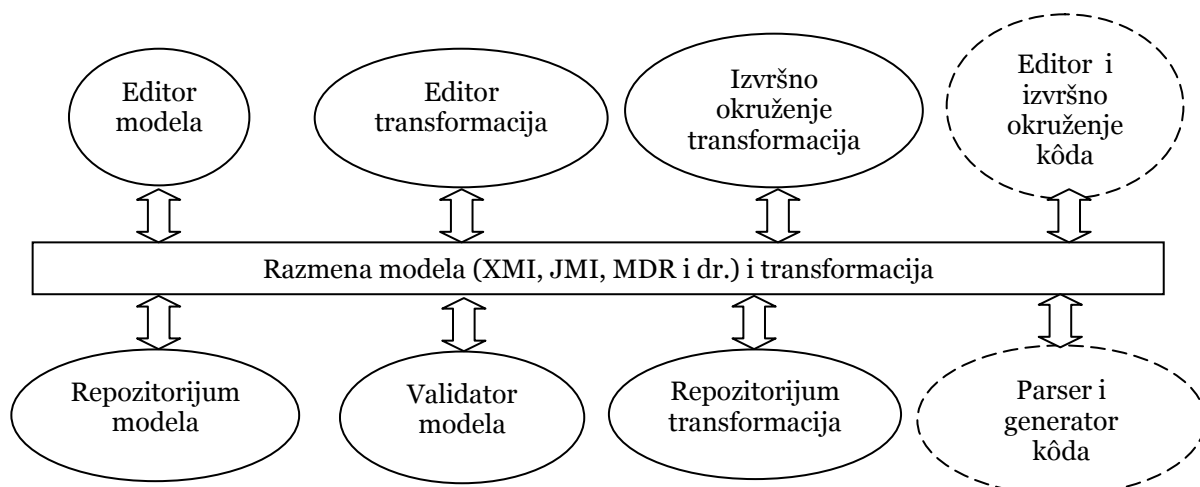 Editor
modela
Editor
transformacija
Izvršno
okruženje
transformacija
Editor i
izvršno
okruženje
kôda
Razmena modela (XMI, JMI, MDR i dr.) i transformacija
Repozitorijum
modela
Validator
modela
Repozitorijum
transformacija
Parser i
generator
kôda